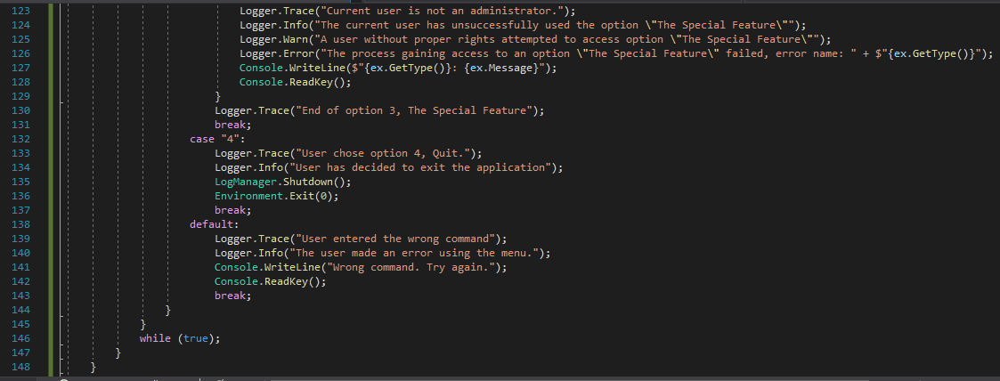 123 Logger.Trace("Current user is not an administrator.");
124 Logger.Info("The current user has unsuccessfully used the option \"The Special Feature\"");
125 Logger.Warn("A user without proper rights attempted to access option \"The Special Feature\"");
126 Logger.Error("The process gaining access to an option \"The Special Feature\" failed, error name: " + $"{ex.GetType()}");
127 Console.WriteLine($"{ex.GetType()}: {ex.Message}");
128 Console.ReadKey();
129 }
130 Logger.Trace("End of option 3, The Special Feature");
131 break;
132 case "4":
133 Logger.Trace("User chose option 4, Quit.");
134 Logger.Info("User has decided to exit the application");
135 LogManager.Shutdown();
136 Environment.Exit(0);
137 break;
138 default:
139 Logger.Trace("User entered the wrong command");
140 Logger.Info("The user made an error using the menu.");
141 Console.WriteLine("Wrong command. Try again.");
142 Console.ReadKey();
143 break;
144 }
145 }
146 while (true);
147 }
148 }